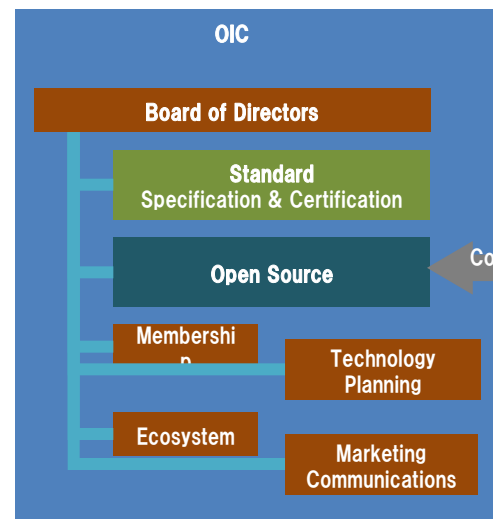 OIC
Board of Directors
Standard
Specification & Certification
Open Source
Co
Membershi
p
Technology
Planning
Ecosystem
Marketing
Communications